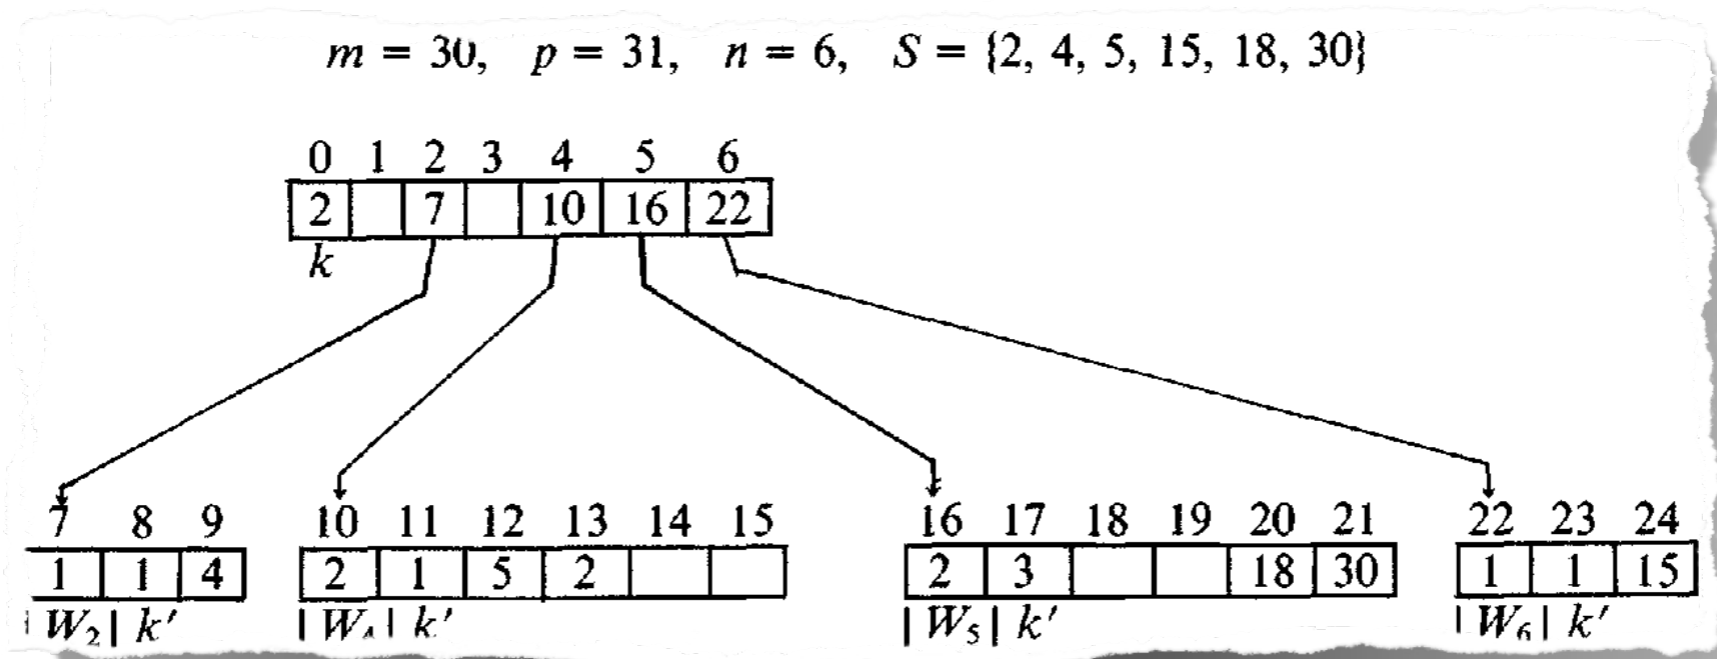 m = 30, p = 31, n = 6, S = {2, 4, 5, 15, 18, 30}
0 1 2 3 4 5 6
2 7 10 16 22
k
7 8 9 10 11 12 13 14 15 16 17 18 19 20 21 22 23 24
1 1 4 2 1 5 2 2 3 18 30 1 1 15
|W₂| k′ |W₄| k′ |W₅| k′ |W₆| k′